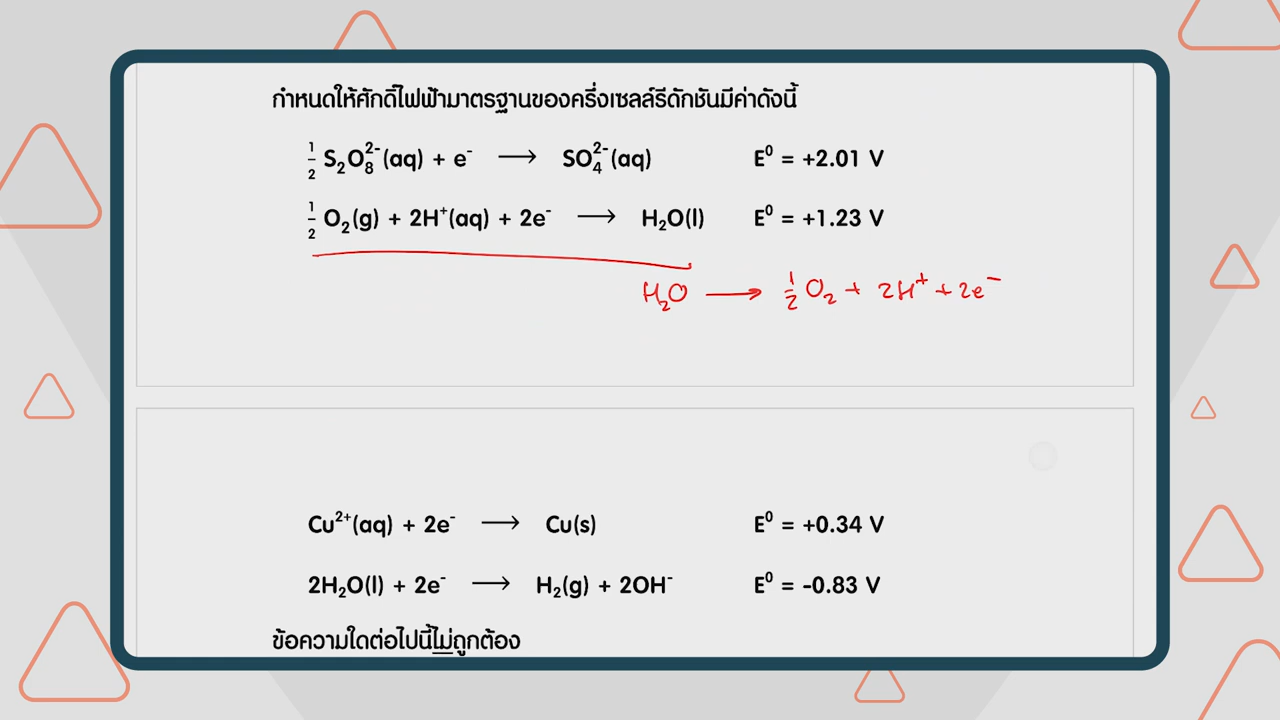 กำหนดให้ศักดิ์ไฟฟ้ามาตรฐานของครึ่งเซลล์รีดักชันมีค่าดังนี้
½ S₂O₈²⁻(aq) + e⁻ ⟶ SO₄²⁻(aq) E⁰ = +2.01 V
½ O₂(g) + 2H⁺(aq) + 2e⁻ ⟶ H₂O(l) E⁰ = +1.23 V
H₂O ⟶ ½ O₂ + 2H⁺ + 2e⁻
Cu²⁺(aq) + 2e⁻ ⟶ Cu(s) E⁰ = +0.34 V
2H₂O(l) + 2e⁻ ⟶ H₂(g) + 2OH⁻ E⁰ = -0.83 V
ข้อความใดต่อไปนี้ไม่ถูกต้อง